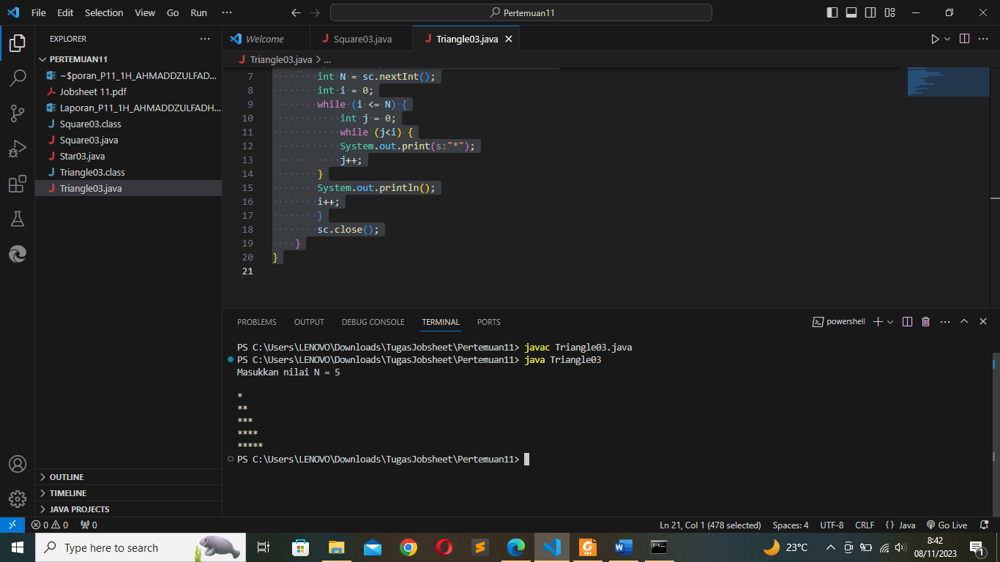 File Edit Selection View Go Run ··· Pertemuan11
EXPLORER ···
PERTEMUAN11
~$poran_P11_1H_AHMADDZULFAD...
Jobsheet 11.pdf
Laporan_P11_1H_AHMADDZULFADH...
Square03.class
Square03.java
Star03.java
Triangle03.class
Triangle03.java
OUTLINE
TIMELINE
JAVA PROJECTS
Welcome Square03.java Triangle03.java
Triangle03.java > ...
7 int N = sc.nextInt();
8 int i = 0;
9 while (i <= N) {
10 int j = 0;
11 while (j<i) {
12 System.out.print(s:"*");
13 j++;
14 }
15 System.out.println();
16 i++;
17 }
18 sc.close();
19 }
20 }
21
PROBLEMS OUTPUT DEBUG CONSOLE TERMINAL PORTS powershell
PS C:\Users\LENOVO\Downloads\TugasJobsheet\Pertemuan11> javac Triangle03.java
PS C:\Users\LENOVO\Downloads\TugasJobsheet\Pertemuan11> java Triangle03
Masukkan nilai N = 5
*
**
***
****
*****
PS C:\Users\LENOVO\Downloads\TugasJobsheet\Pertemuan11>
0 0 0 Ln 21, Col 1 (478 selected) Spaces: 4 UTF-8 CRLF {} Java Go Live
Type here to search 23°C 8:42
08/11/2023
1